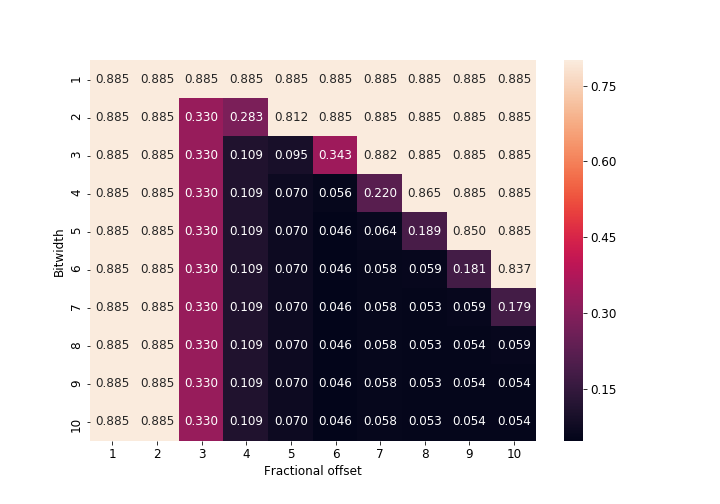 1 0.885 0.885 0.885 0.885 0.885 0.885 0.885 0.885 0.885 0.885
2 0.885 0.885 0.330 0.283 0.812 0.885 0.885 0.885 0.885 0.885
3 0.885 0.885 0.330 0.109 0.095 0.343 0.882 0.885 0.885 0.885
4 0.885 0.885 0.330 0.109 0.070 0.056 0.220 0.865 0.885 0.885
5 0.885 0.885 0.330 0.109 0.070 0.046 0.064 0.189 0.850 0.885
6 0.885 0.885 0.330 0.109 0.070 0.046 0.058 0.059 0.181 0.837
7 0.885 0.885 0.330 0.109 0.070 0.046 0.058 0.053 0.059 0.179
8 0.885 0.885 0.330 0.109 0.070 0.046 0.058 0.053 0.054 0.059
9 0.885 0.885 0.330 0.109 0.070 0.046 0.058 0.053 0.054 0.054
10 0.885 0.885 0.330 0.109 0.070 0.046 0.058 0.053 0.054 0.054
1 2 3 4 5 6 7 8 9 10
Fractional offset
Bitwidth
0.75
0.60
0.45
0.30
0.15